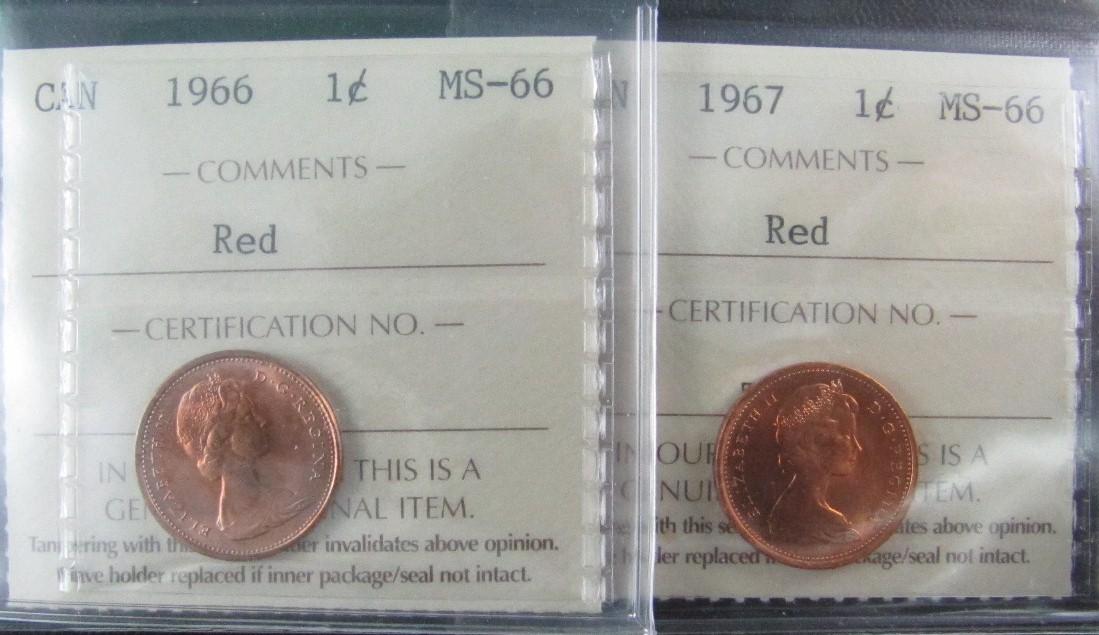 CAN 1966 1¢ MS-66
— COMMENTS —
Red
— CERTIFICATION NO. —
IN THIS IS A
GE NAL ITEM.
Tampering with th er invalidates above opinion.
Have holder replaced if inner package/seal not intact.
ELIZABETH II D·G·REGINA
N 1967 1¢ MS-66
— COMMENTS —
Red
— CERTIFICATION NO. —
IN OUR S IS A
NUI TEM.
with this se ates above opinion.
holder replaced kage/seal not intact.
ELIZABETH II D·G·REGINA